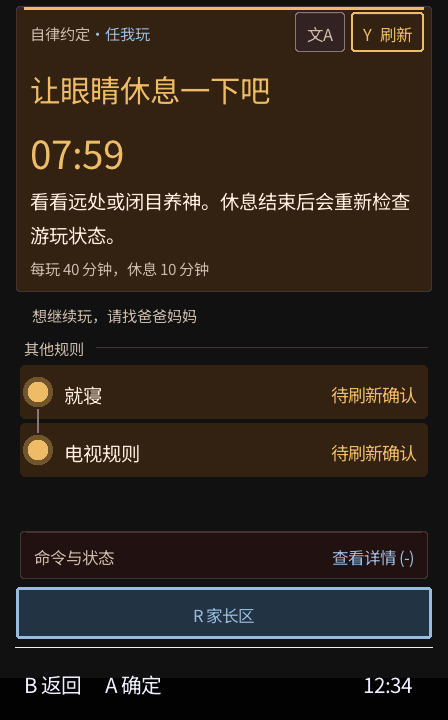 自律约定·任我玩
文A
Y 刷新
让眼睛休息一下吧
07:59
看看远处或闭目养神。休息结束后会重新检查
游玩状态。
每玩 40 分钟，休息 10 分钟
想继续玩，请找爸爸妈妈
其他规则
就寝 待刷新确认
电视规则 待刷新确认
命令与状态 查看详情 (-)
R 家长区
B 返回 A 确定 12:34